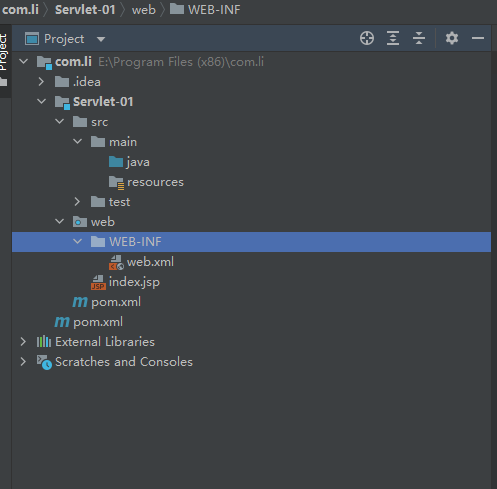 com.li Servlet-01 web WEB-INF
Project
Project
com.li E:\Program Files (x86)\com.li
.idea
Servlet-01
src
main
java
resources
test
web
WEB-INF
web.xml
JSP index.jsp
m pom.xml
m pom.xml
External Libraries
Scratches and Consoles